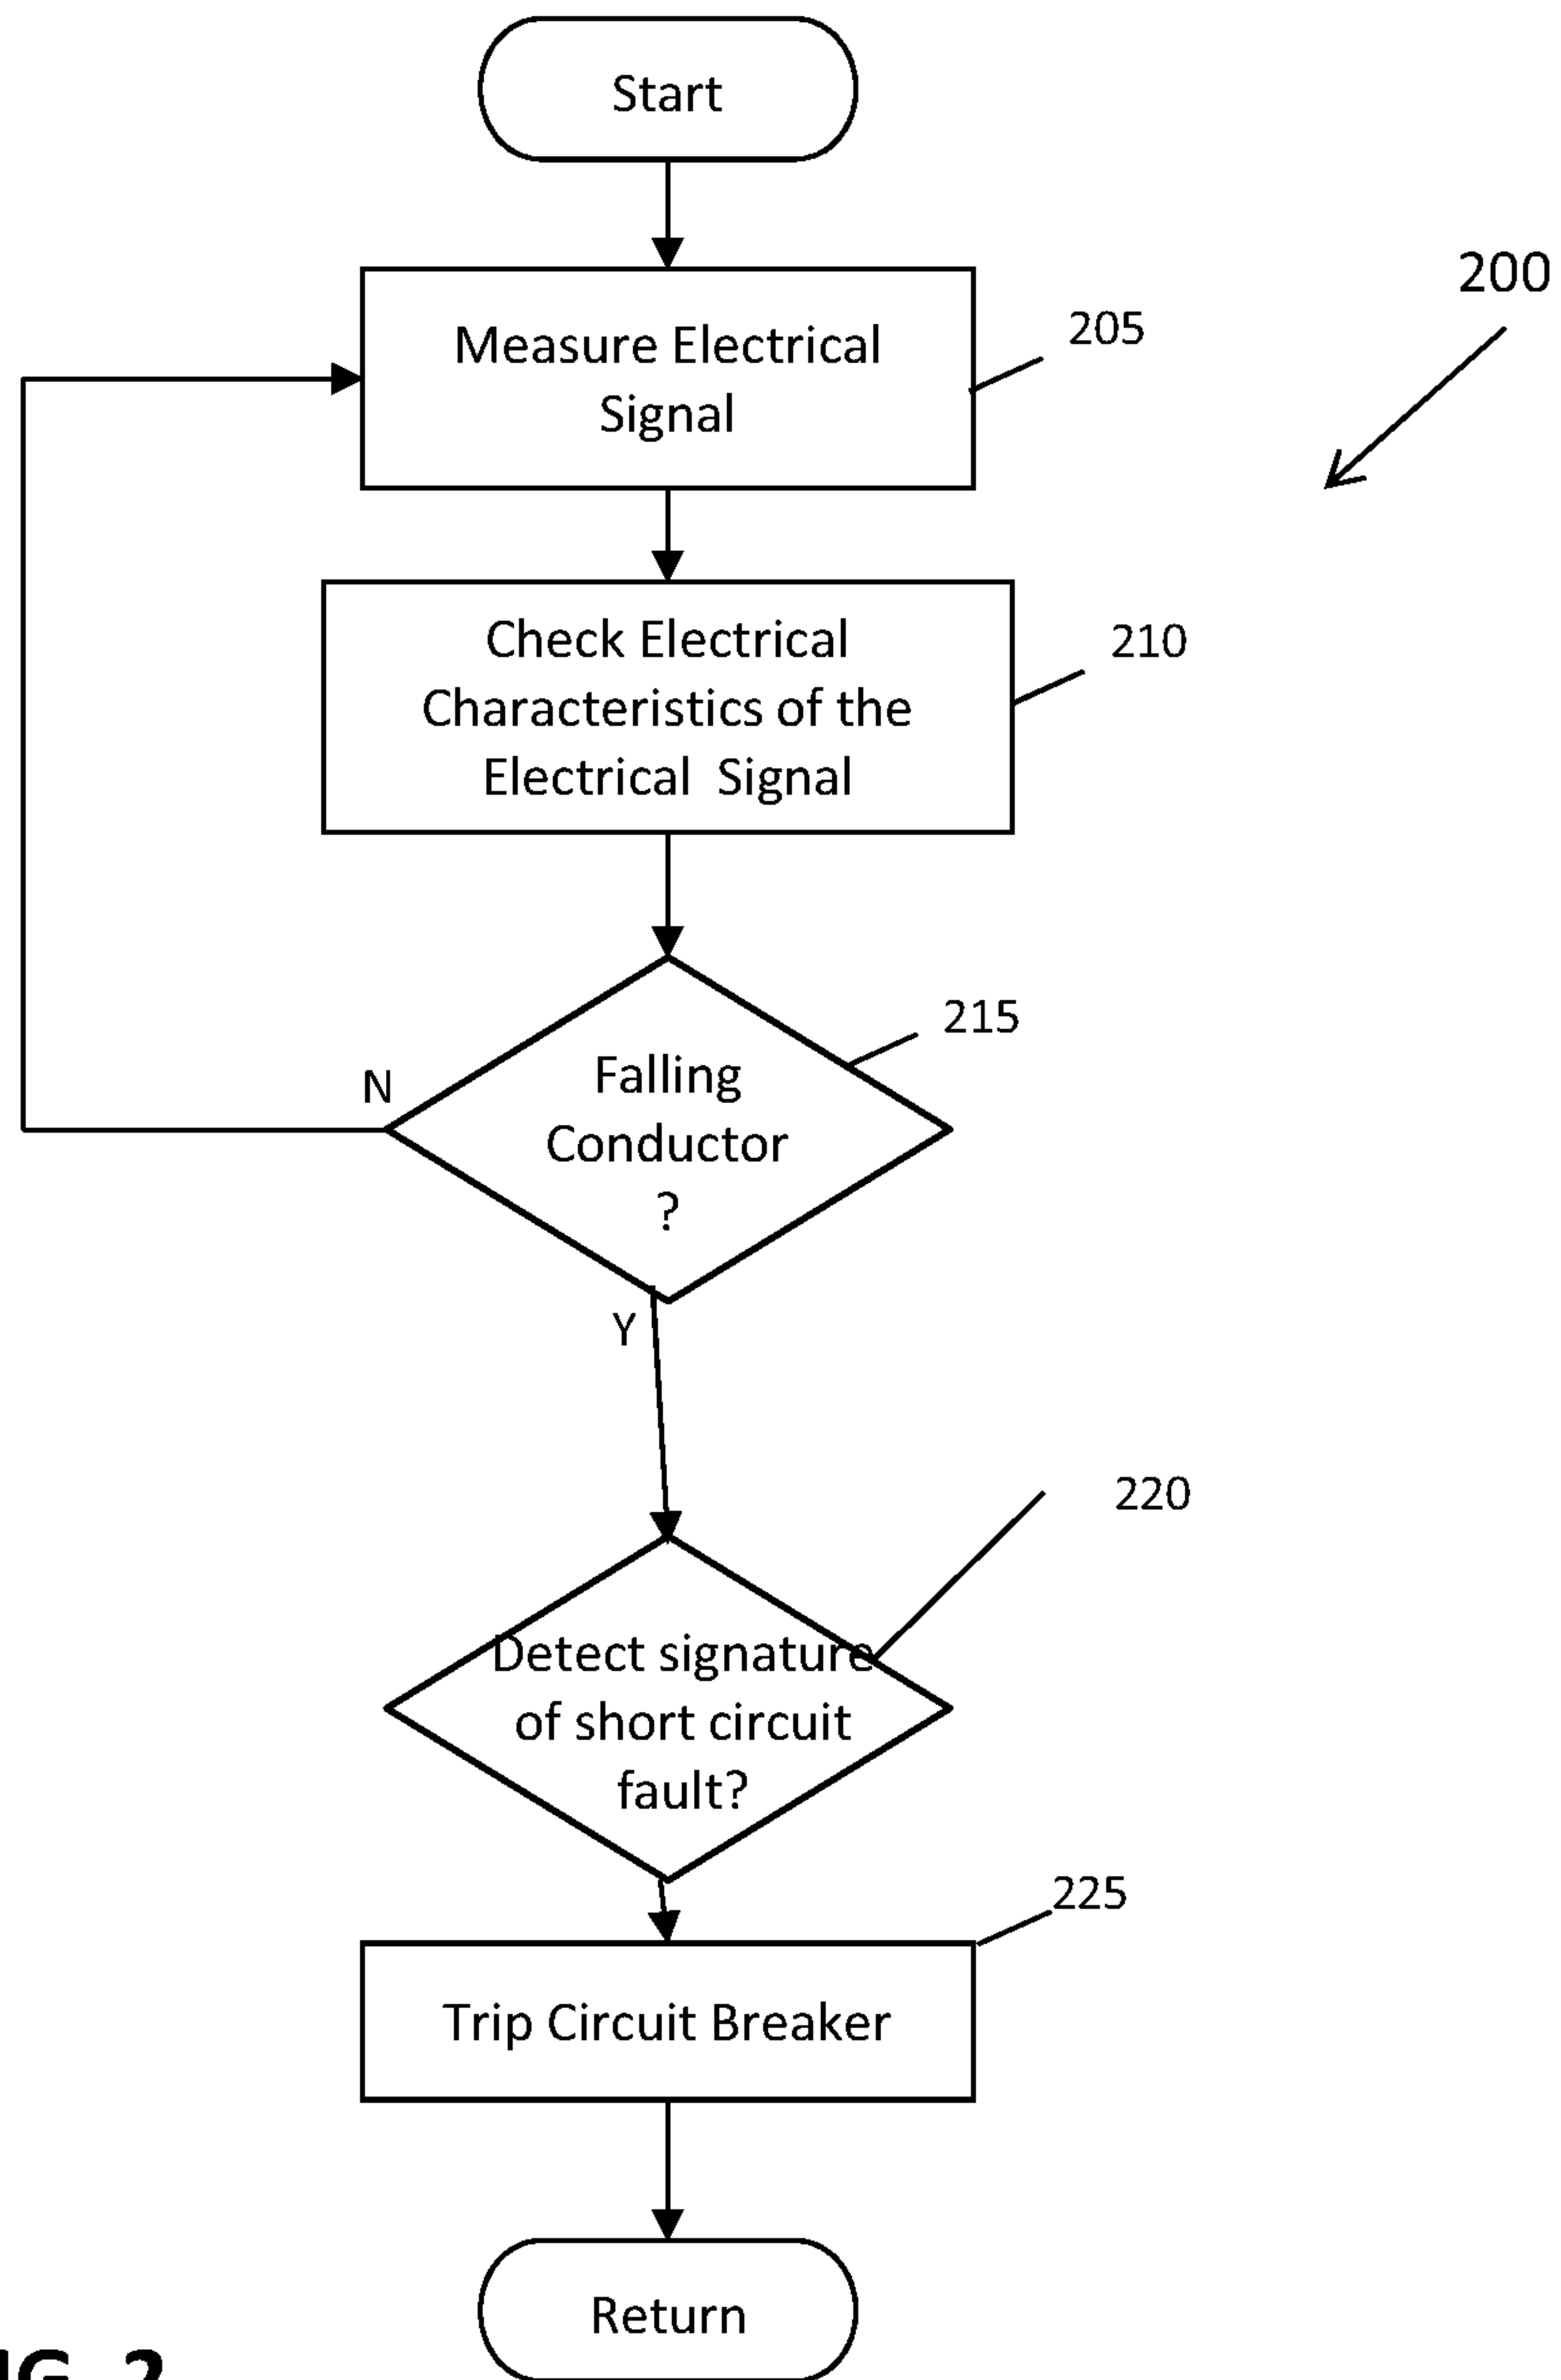 Start
200
205
Measure Electrical
Signal
210
Check Electrical
Characteristics of the
Electrical Signal
215
N
Falling
Conductor
?
Y
220
Detect signature
of short circuit
fault?
225
Trip Circuit Breaker
Return
2